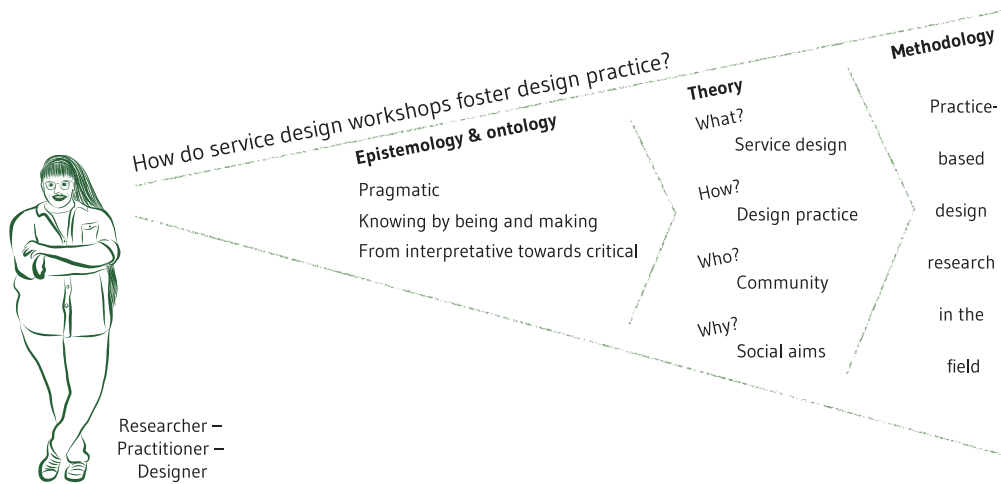 How do service design workshops foster design practice?
Epistemology & ontology
Pragmatic
Knowing by being and making
From interpretative towards critical
Theory
What?
Service design
How?
Design practice
Who?
Community
Why?
Social aims
Methodology
Practice-
based
design
research
in the
field
Researcher –
Practitioner –
Designer